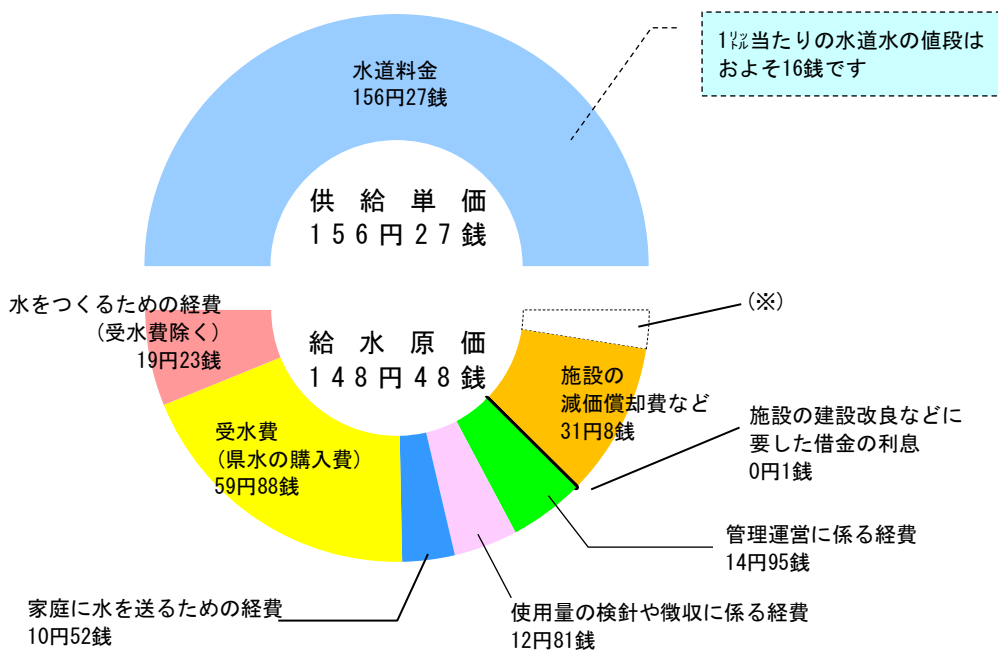 1㍑当たりの水道水の値段は
およそ16銭です
水道料金
156円27銭
供給単価
156円27銭
水をつくるための経費
(受水費除く)
19円23銭
給水原価
148円48銭
(※)
施設の
減価償却費など
31円8銭
受水費
(県水の購入費)
59円88銭
施設の建設改良などに
要した借金の利息
0円1銭
管理運営に係る経費
14円95銭
家庭に水を送るための経費
10円52銭
使用量の検針や徴収に係る経費
12円81銭